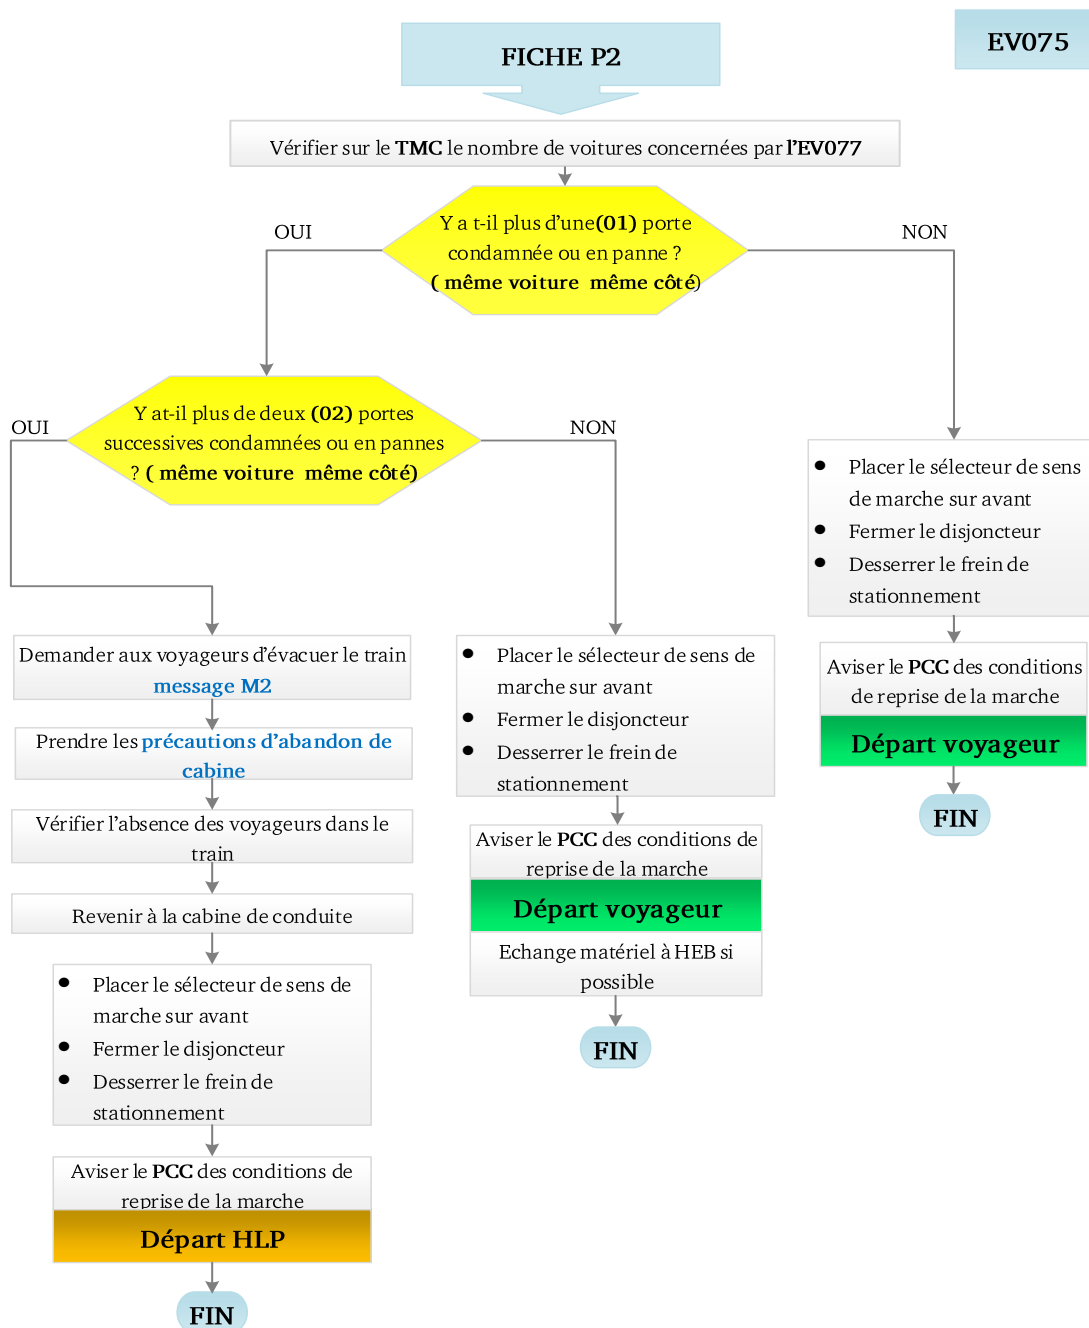 FICHE P2
EV075
Vérifier sur le TMC le nombre de voitures concernées par l'EV077
Y a t-il plus d'une(01) porte
condamnée ou en panne ?
( même voiture même côté)
OUI
NON
Y at-il plus de deux (02) portes
successives condamnées ou en pannes
? ( même voiture même côté)
OUI
NON
Demander aux voyageurs d'évacuer le train
message M2
Prendre les précautions d'abandon de
cabine
Vérifier l'absence des voyageurs dans le
train
Revenir à la cabine de conduite
• Placer le sélecteur de sens de
marche sur avant
• Fermer le disjoncteur
• Desserrer le frein de
stationnement
Aviser le PCC des conditions de
reprise de la marche
Départ HLP
FIN
• Placer le sélecteur de sens de
marche sur avant
• Fermer le disjoncteur
• Desserrer le frein de
stationnement
Aviser le PCC des conditions de
reprise de la marche
Départ voyageur
Echange matériel à HEB si
possible
FIN
• Placer le sélecteur de sens
de marche sur avant
• Fermer le disjoncteur
• Desserrer le frein de
stationnement
Aviser le PCC des conditions
de reprise de la marche
Départ voyageur
FIN